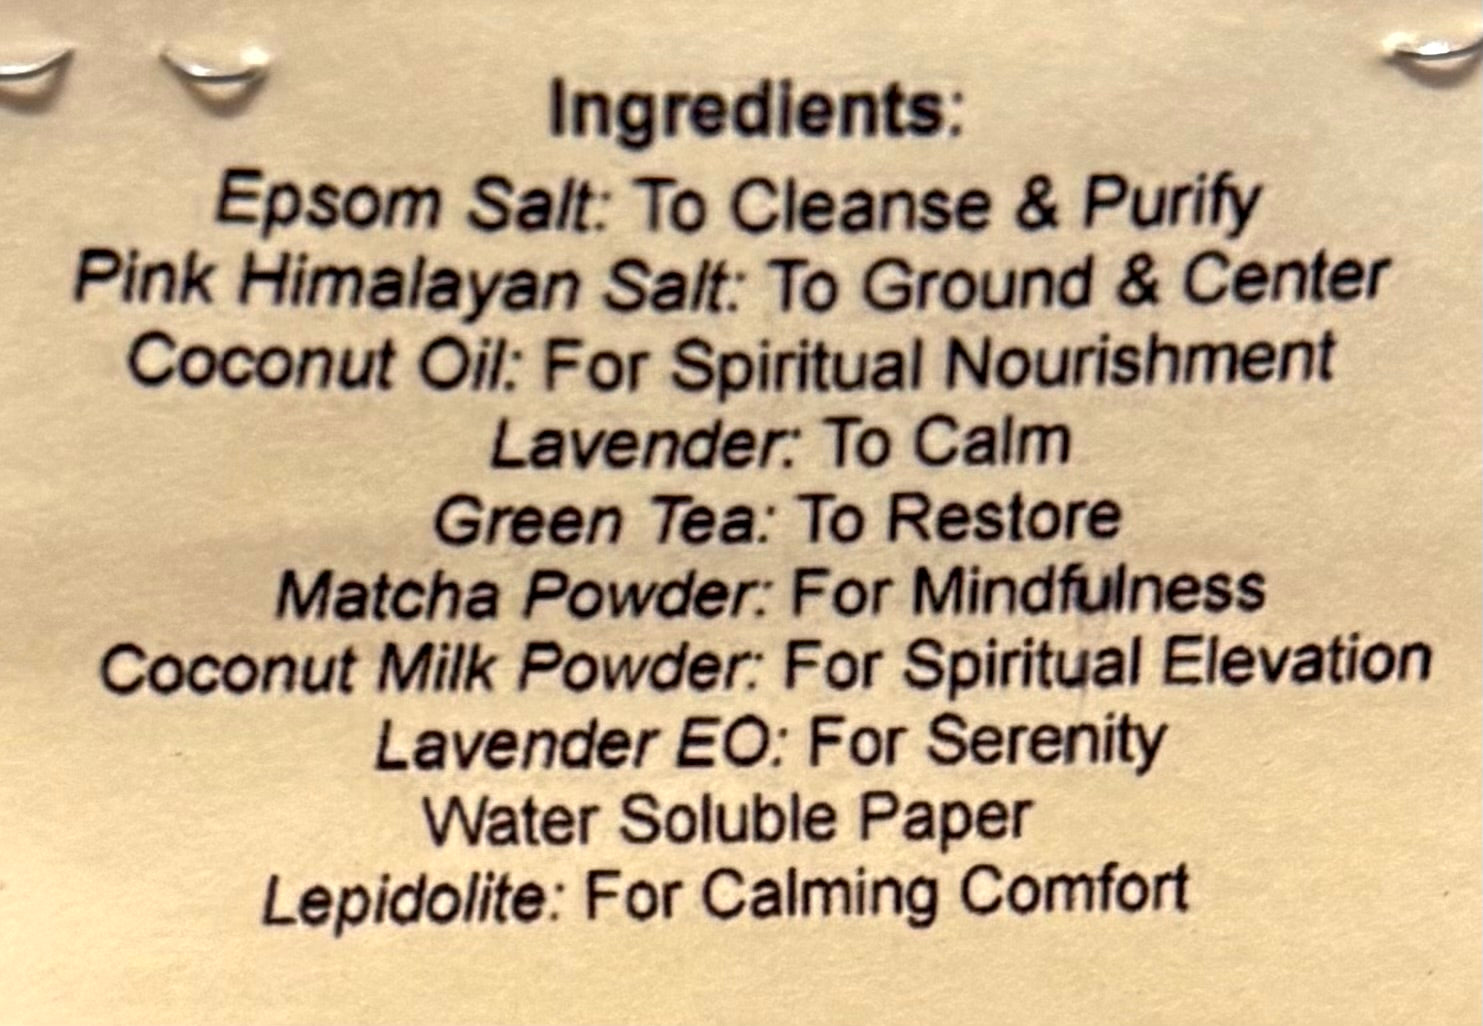 Ingredients:
Epsom Salt: To Cleanse & Purify
Pink Himalayan Salt: To Ground & Center
Coconut Oil: For Spiritual Nourishment
Lavender: To Calm
Green Tea: To Restore
Matcha Powder: For Mindfulness
Coconut Milk Powder: For Spiritual Elevation
Lavender EO: For Serenity
Water Soluble Paper
Lepidolite: For Calming Comfort